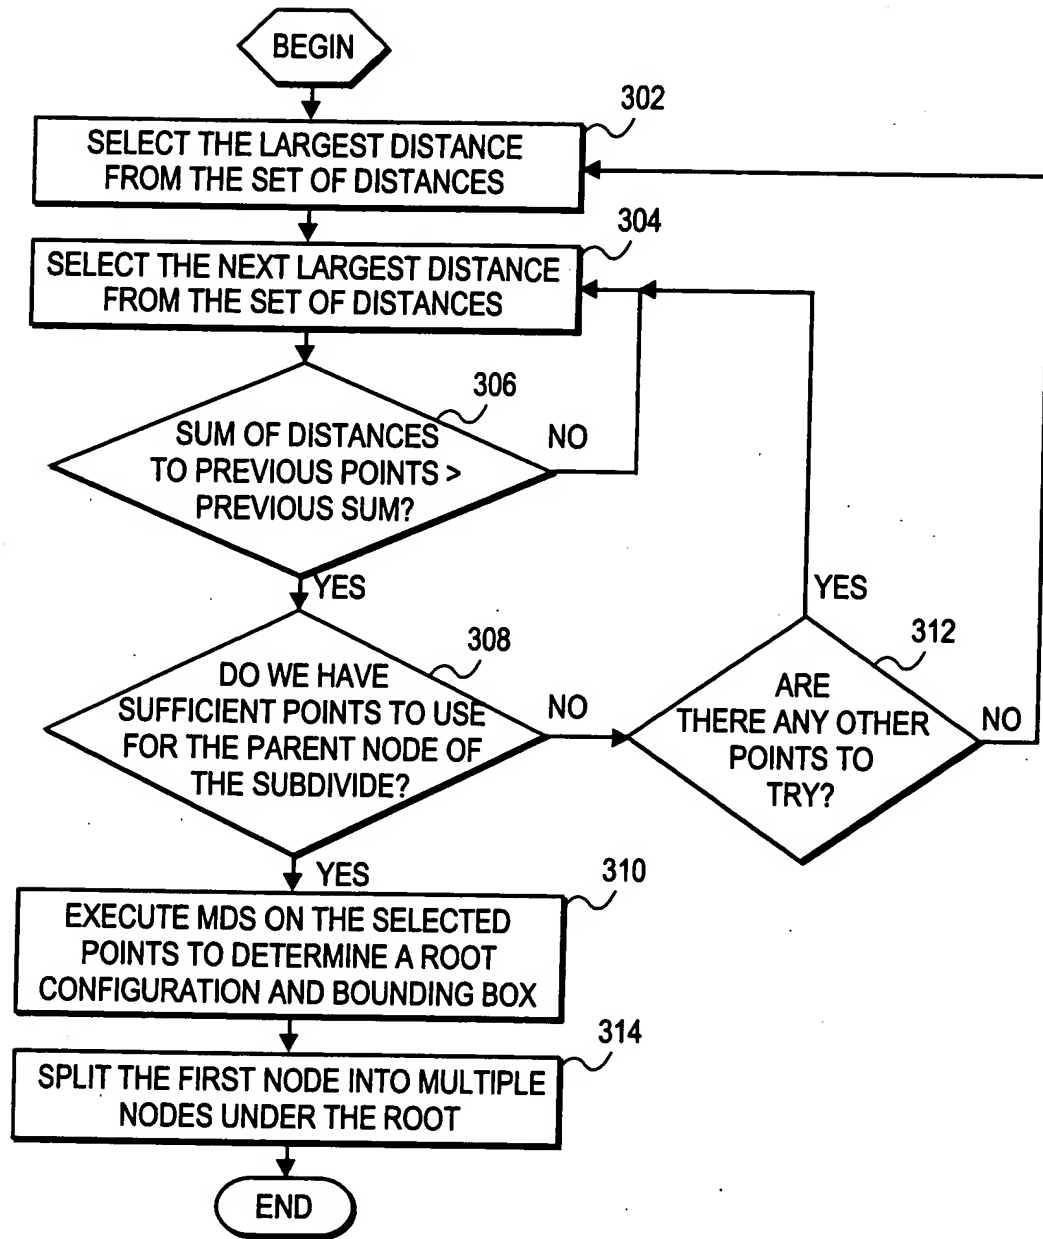 BEGIN
302
SELECT THE LARGEST DISTANCE
FROM THE SET OF DISTANCES
304
SELECT THE NEXT LARGEST DISTANCE
FROM THE SET OF DISTANCES
306
SUM OF DISTANCES
TO PREVIOUS POINTS >
PREVIOUS SUM?
NO
YES
308
DO WE HAVE
SUFFICIENT POINTS TO USE
FOR THE PARENT NODE OF
THE SUBDIVIDE?
NO
YES
312
ARE
THERE ANY OTHER
POINTS TO
TRY?
NO
YES
310
EXECUTE MDS ON THE SELECTED
POINTS TO DETERMINE A ROOT
CONFIGURATION AND BOUNDING BOX
314
SPLIT THE FIRST NODE INTO MULTIPLE
NODES UNDER THE ROOT
END